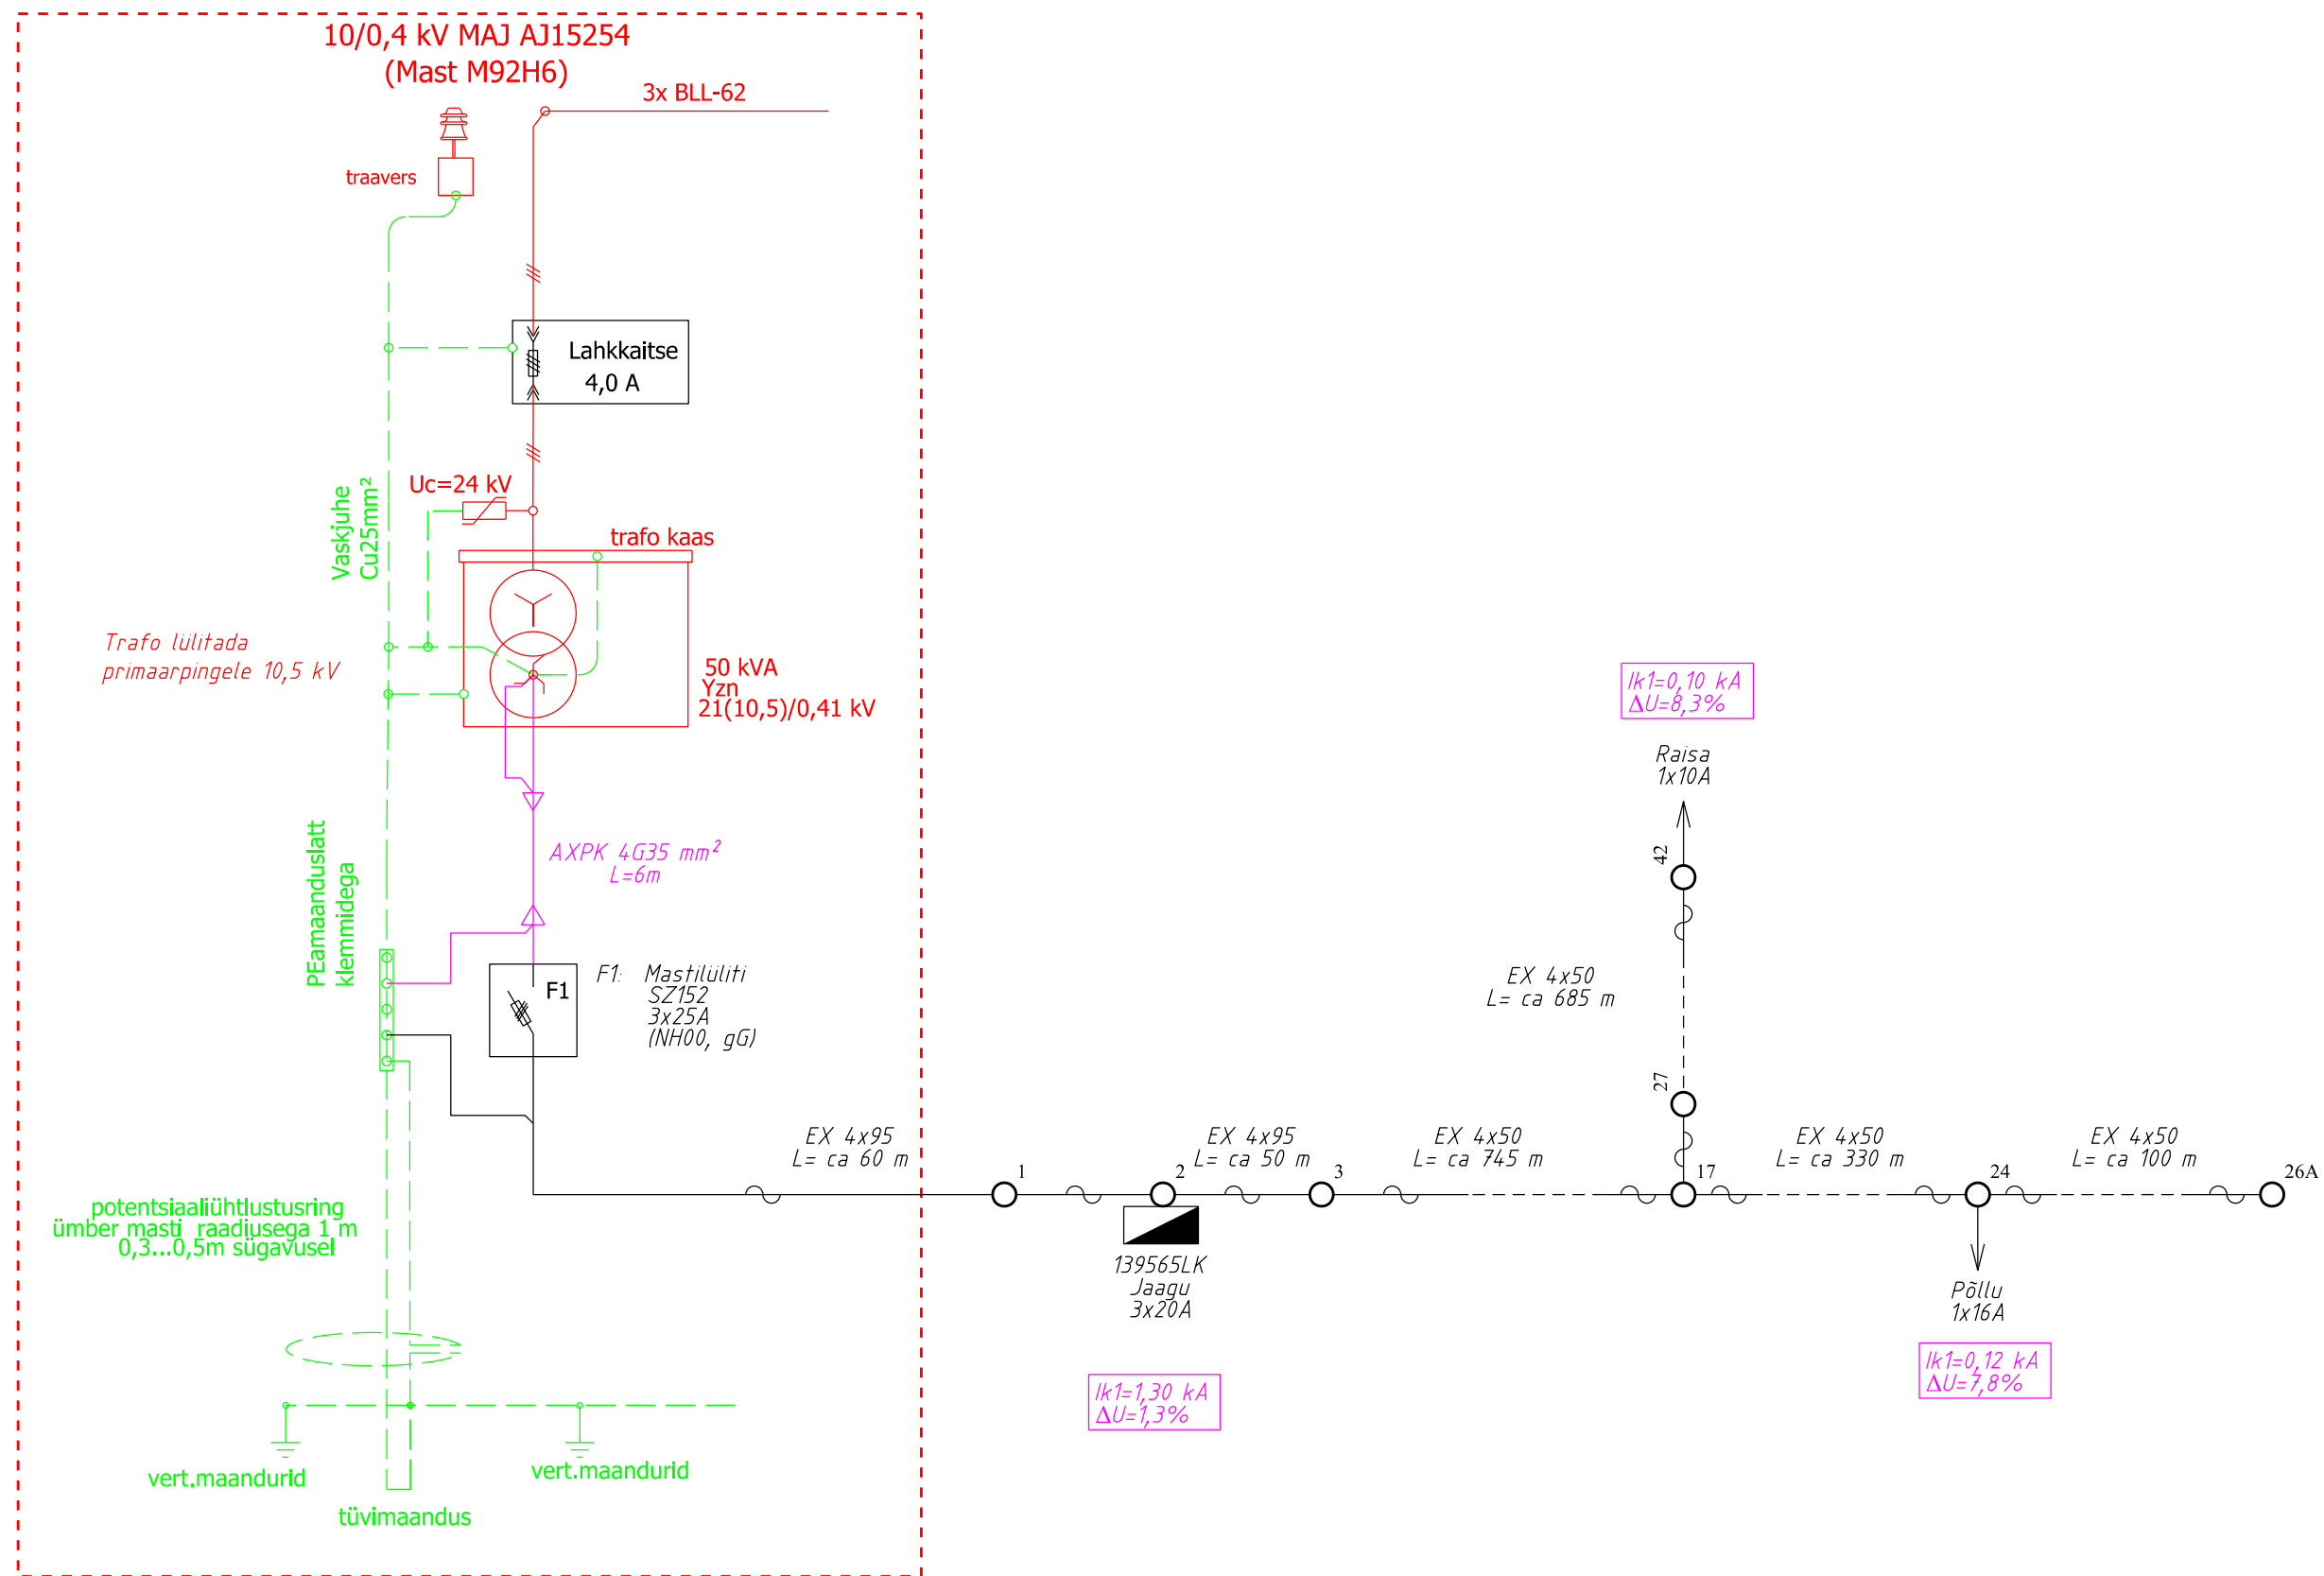 10/0,4 kV MAJ AJ15254
(Mast M92H6)
3x BLL-62
traavers
Lahkkaitse
4,0 A
Uc=24 kV
Vaskjuhe
Cu25mm²
trafo kaas
Trafo lülitada
primaarpingele 10,5 kV
50 kVA
Yzn
21(10,5)/0,41 kV
AXPK 4G35 mm²
L=6m
PEamaanduslatt
klemmidega
F1
F1: Mastilüliti
SZ152
3x25A
(NH00, gG)
potentsiaaliühtlustusring
ümber masti raadiusega 1 m
0,3...0,5m sügavusel
vert.maandurid
vert.maandurid
tüvimaandus
EX 4x95
L= ca 60 m
1
EX 4x95
L= ca 50 m
2
139565LK
Jaagu
3x20A
Ik1=1,30 kA
ΔU=1,3%
3
EX 4x50
L= ca 745 m
17
Ik1=0,10 kA
ΔU=8,3%
Raisa
1x10A
42
EX 4x50
L= ca 685 m
27
EX 4x50
L= ca 330 m
24
Põllu
1x16A
Ik1=0,12 kA
ΔU=7,8%
EX 4x50
L= ca 100 m
26A